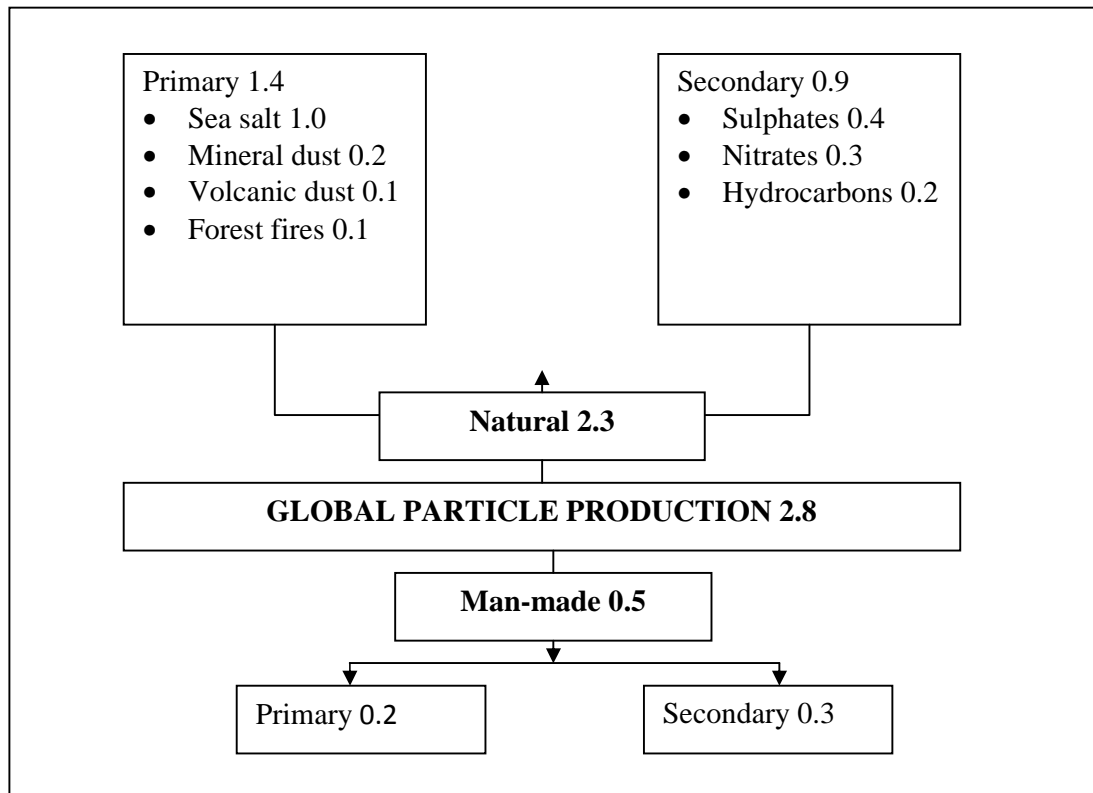 Primary 1.4
• Sea salt 1.0
• Mineral dust 0.2
• Volcanic dust 0.1
• Forest fires 0.1
Secondary 0.9
• Sulphates 0.4
• Nitrates 0.3
• Hydrocarbons 0.2
Natural 2.3
GLOBAL PARTICLE PRODUCTION 2.8
Man-made 0.5
Primary 0.2
Secondary 0.3